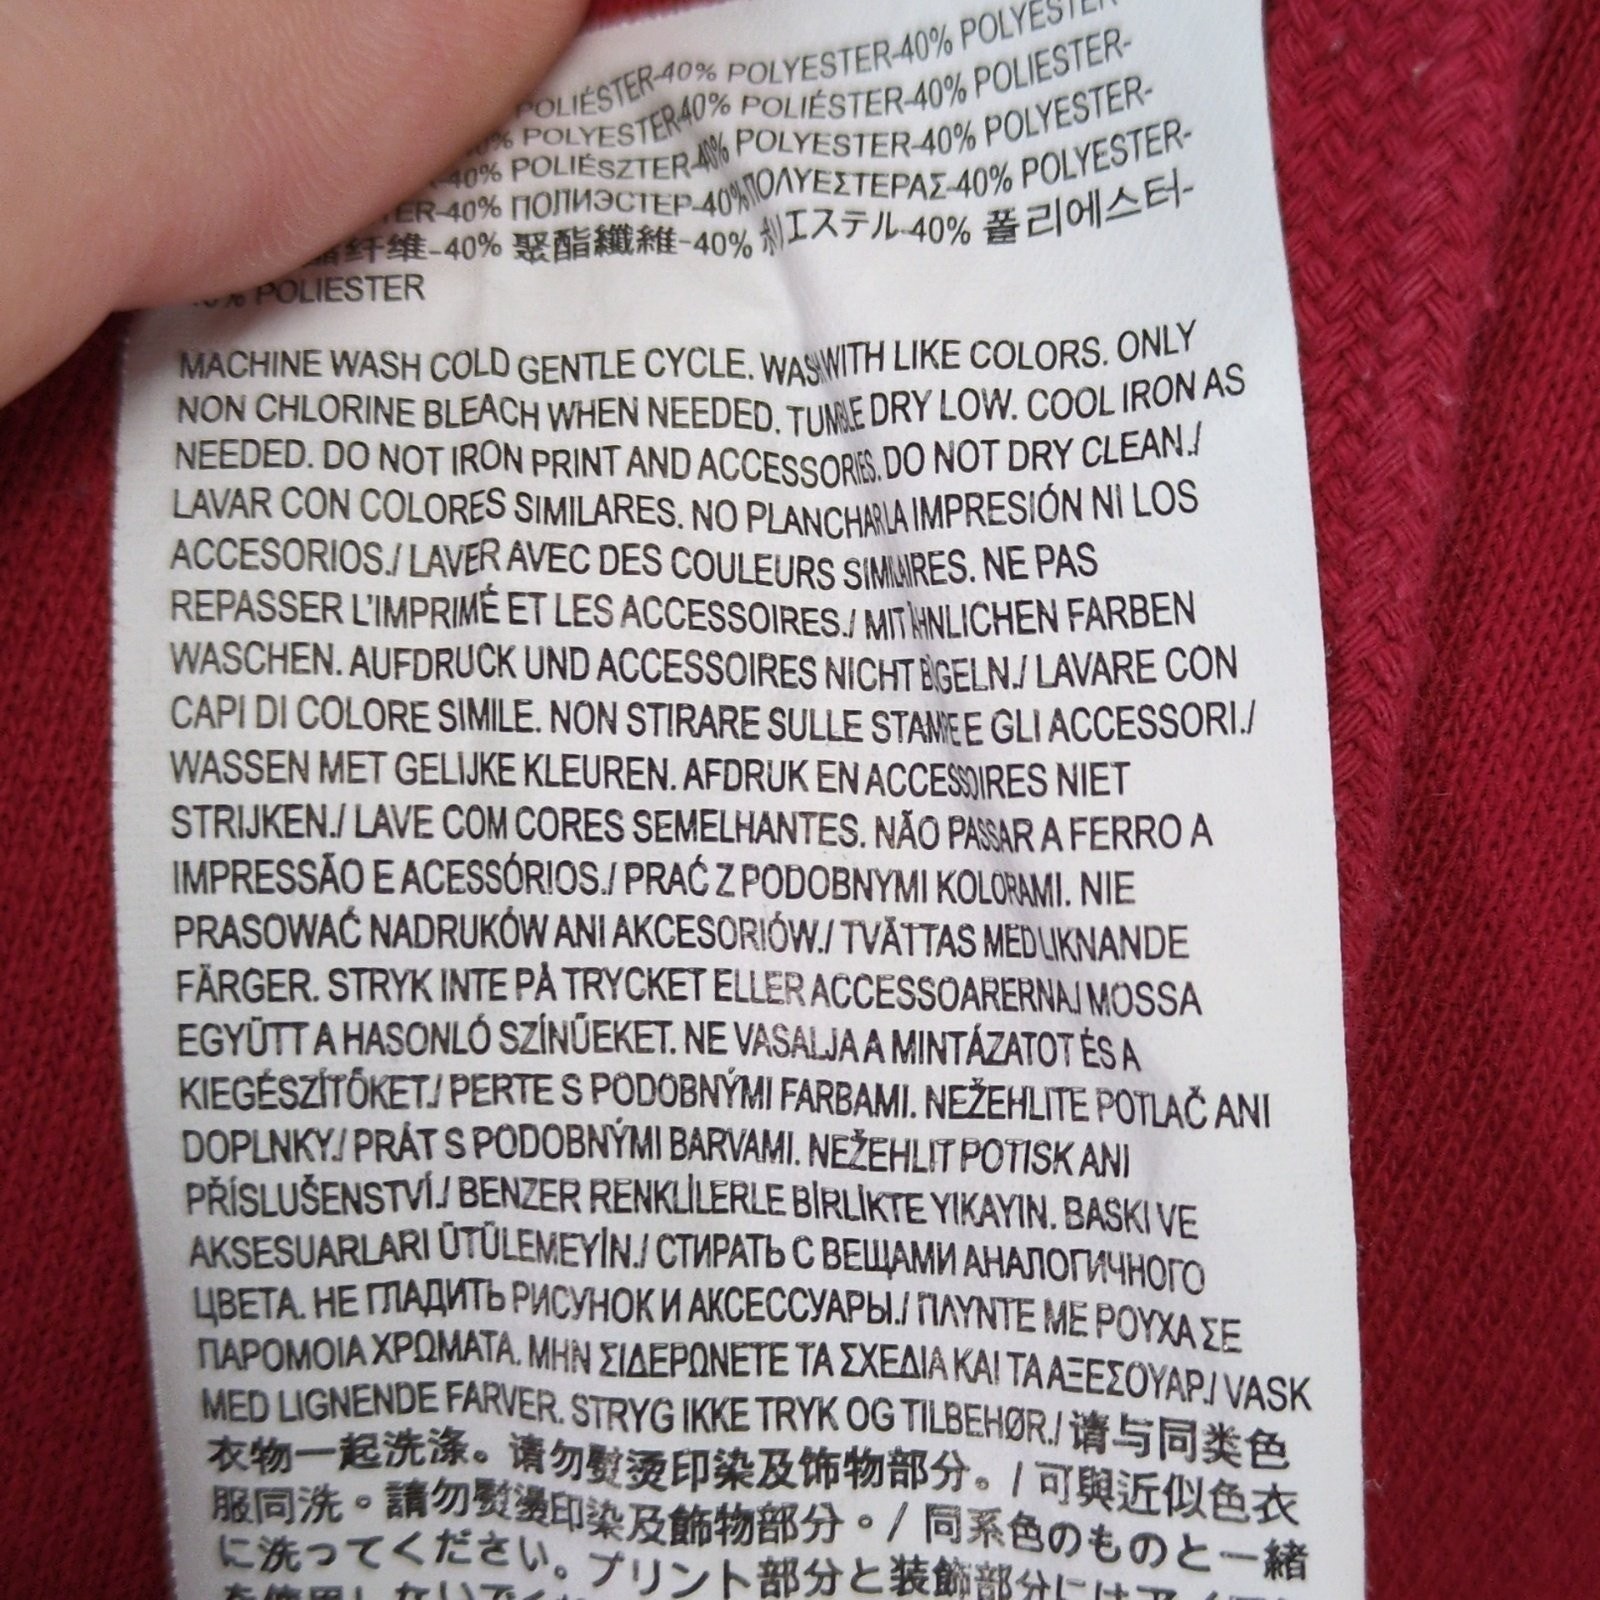 POLIÉSTER-40% POLYESTER-40% POLYESTER
POLYESTER-40% POLIÉSTER-40% POLIESTER-
-40% POLIÉSZTER-40% POLYESTER-40% POLYESTER-
ER-40% ПОЛИЭСТЕР-40% ΠΟΛΥΕΣΤΕΡΑΣ-40% POLYESTER-
纤维-40% 聚酯纖維-40% 리エステル-40% 폴리에스터-
POLIESTER
MACHINE WASH COLD GENTLE CYCLE. WASH WITH LIKE COLORS. ONLY
NON CHLORINE BLEACH WHEN NEEDED. TUMBLE DRY LOW. COOL IRON AS
NEEDED. DO NOT IRON PRINT AND ACCESSORIES. DO NOT DRY CLEAN./
LAVAR CON COLORES SIMILARES. NO PLANCHAR LA IMPRESIÓN NI LOS
ACCESORIOS./ LAVER AVEC DES COULEURS SIMILAIRES. NE PAS
REPASSER L'IMPRIMÉ ET LES ACCESSOIRES./ MIT ÄHNLICHEN FARBEN
WASCHEN. AUFDRUCK UND ACCESSOIRES NICHT BÜGELN./ LAVARE CON
CAPI DI COLORE SIMILE. NON STIRARE SULLE STAMPE E GLI ACCESSORI./
WASSEN MET GELIJKE KLEUREN. AFDRUK EN ACCESSOIRES NIET
STRIJKEN./ LAVE COM CORES SEMELHANTES. NÃO PASSAR A FERRO A
IMPRESSÃO E ACESSÓRIOS./ PRAĆ Z PODOBNYMI KOLORAMI. NIE
PRASOWAĆ NADRUKÓW ANI AKCESORIÓW./ TVÄTTAS MED LIKNANDE
FÄRGER. STRYK INTE PÅ TRYCKET ELLER ACCESSOARERNA./ MOSSA
EGYÜTT A HASONLÓ SZÍNŰEKET. NE VASALJA A MINTÁZATOT ÉS A
KIEGÉSZÍTŐKET./ PERTE S PODOBNÝMI FARBAMI. NEŽEHLITE POTLAČ ANI
DOPLNKY./ PRÁT S PODOBNÝMI BARVAMI. NEŽEHLIT POTISK ANI
PŘÍSLUŠENSTVÍ./ BENZER RENKLİLERLE BİRLİKTE YIKAYIN. BASKI VE
AKSESUARLARI ÜTÜLEMEYİN./ СТИРАТЬ С ВЕЩАМИ АНАЛОГИЧНОГО
ЦВЕТА. НЕ ГЛАДИТЬ РИСУНОК И АКСЕССУАРЫ./ ΠΛΥΝΤΕ ΜΕ ΡΟΥΧΑ ΣΕ
ΠΑΡΟΜΟΙΑ ΧΡΩΜΑΤΑ. ΜΗΝ ΣΙΔΕΡΩΝΕΤΕ ΤΑ ΣΧΕΔΙΑ ΚΑΙ ΤΑ ΑΞΕΣΟΥΑΡ./ VASK
MED LIGNENDE FARVER. STRYG IKKE TRYK OG TILBEHØR./ 请与同类色
衣物一起洗涤。请勿熨烫印染及饰物部分。/ 可與近似色衣
服同洗。請勿熨燙印染及飾物部分。/ 同系色のものと一緒
に洗ってください。プリント部分と装飾部分にはアイ